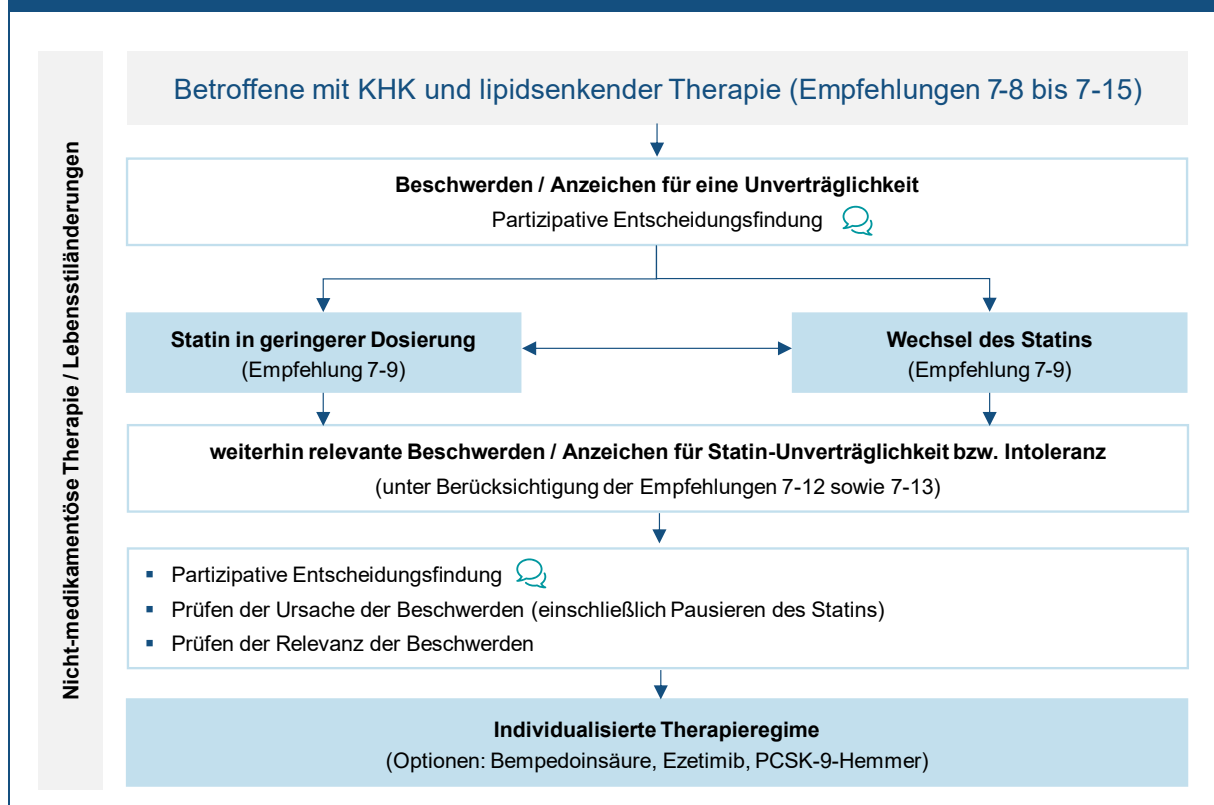 Nicht-medikamentöse Therapie / Lebensstiländerungen
Betroffene mit KHK und lipidsenkender Therapie (Empfehlungen 7-8 bis 7-15)
Beschwerden / Anzeichen für eine Unverträglichkeit
Partizipative Entscheidungsfindung
Statin in geringerer Dosierung
(Empfehlung 7-9)
Wechsel des Statins
(Empfehlung 7-9)
weiterhin relevante Beschwerden / Anzeichen für Statin-Unverträglichkeit bzw. Intoleranz
(unter Berücksichtigung der Empfehlungen 7-12 sowie 7-13)
▪ Partizipative Entscheidungsfindung
▪ Prüfen der Ursache der Beschwerden (einschließlich Pausieren des Statins)
▪ Prüfen der Relevanz der Beschwerden
Individualisierte Therapieregime
(Optionen: Bempedoinsäure, Ezetimib, PCSK-9-Hemmer)